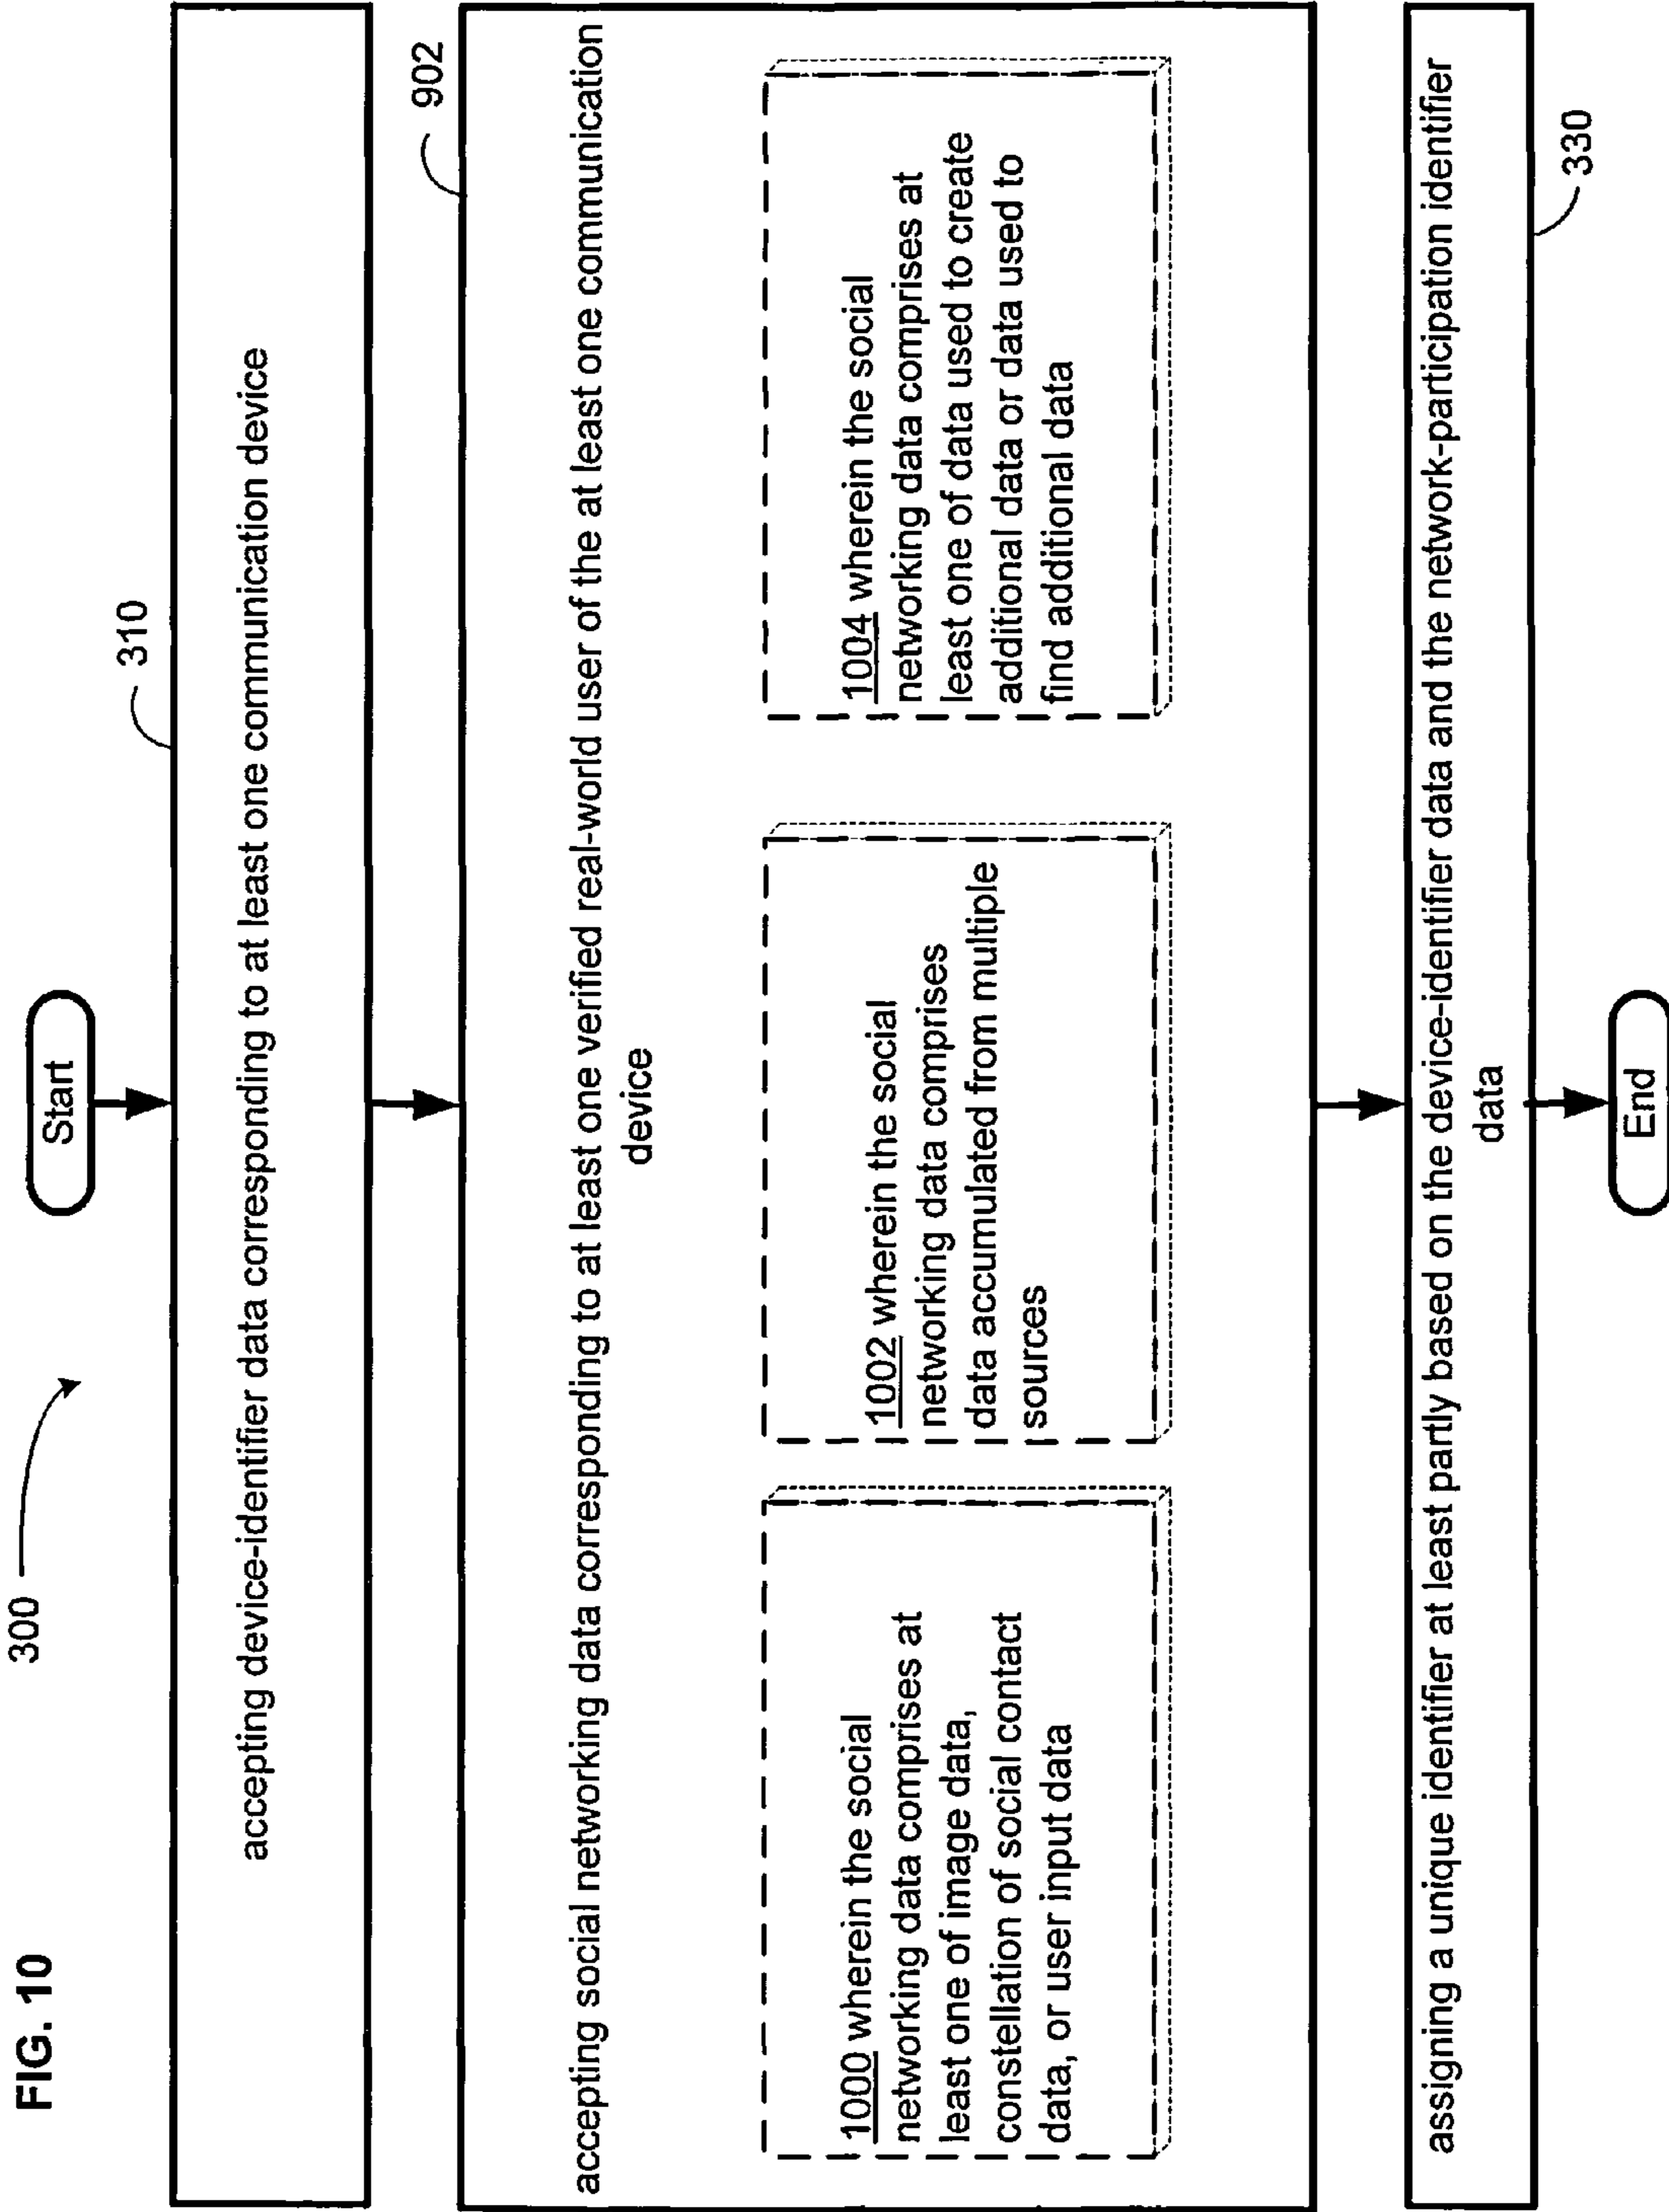 FIG. 10
300
Start
310
accepting device-identifier data corresponding to at least one communication device
902
accepting social networking data corresponding to at least one verified real-world user of the at least one communication
device
1000 wherein the social
networking data comprises at
least one of image data,
constellation of social contact
data, or user input data
1002 wherein the social
networking data comprises
data accumulated from multiple
sources
1004 wherein the social
networking data comprises at
least one of data used to create
additional data or data used to
find additional data
assigning a unique identifier at least partly based on the device-identifier data and the network-participation identifier
data
330
End